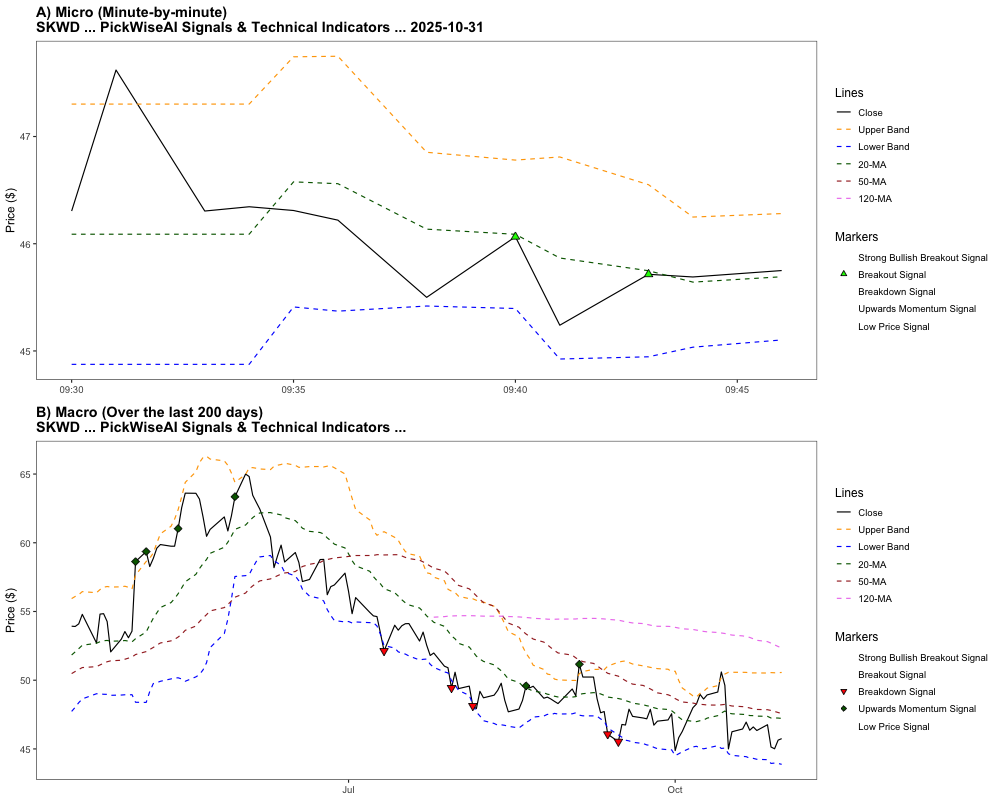 A) Micro (Minute-by-minute)
SKWD ... PickWiseAI Signals & Technical Indicators ... 2025-10-31
Price ($)
47
46
45
09:30
09:35
09:40
09:45
Lines
Close
Upper Band
Lower Band
20-MA
50-MA
120-MA
Markers
Strong Bullish Breakout Signal
Breakout Signal
Breakdown Signal
Upwards Momentum Signal
Low Price Signal
B) Macro (Over the last 200 days)
SKWD ... PickWiseAI Signals & Technical Indicators ...
Price ($)
65
60
55
50
45
Jul
Oct
Lines
Close
Upper Band
Lower Band
20-MA
50-MA
120-MA
Markers
Strong Bullish Breakout Signal
Breakout Signal
Breakdown Signal
Upwards Momentum Signal
Low Price Signal